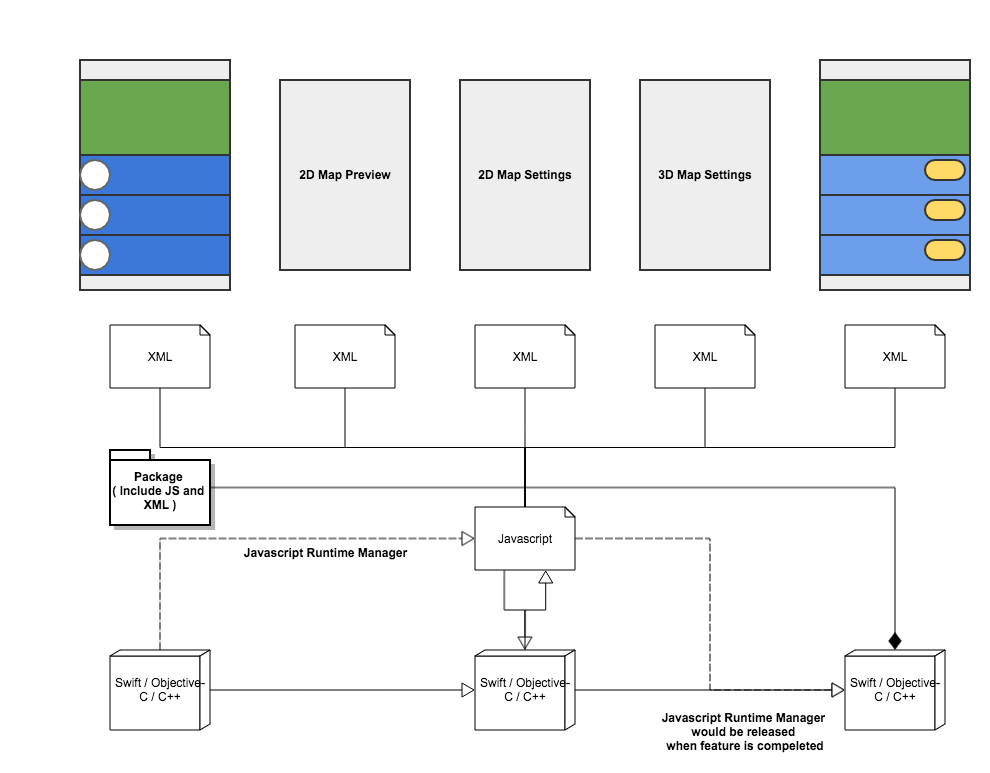 2D Map Preview
2D Map Settings
3D Map Settings
XML
XML
XML
XML
XML
Package
( Include JS and
XML )
Javascript
Javascript Runtime Manager
Swift / Objective-
C / C++
Swift / Objective-
C / C++
Swift / Objective-
C / C++
Javascript Runtime Manager
would be released
when feature is compeleted